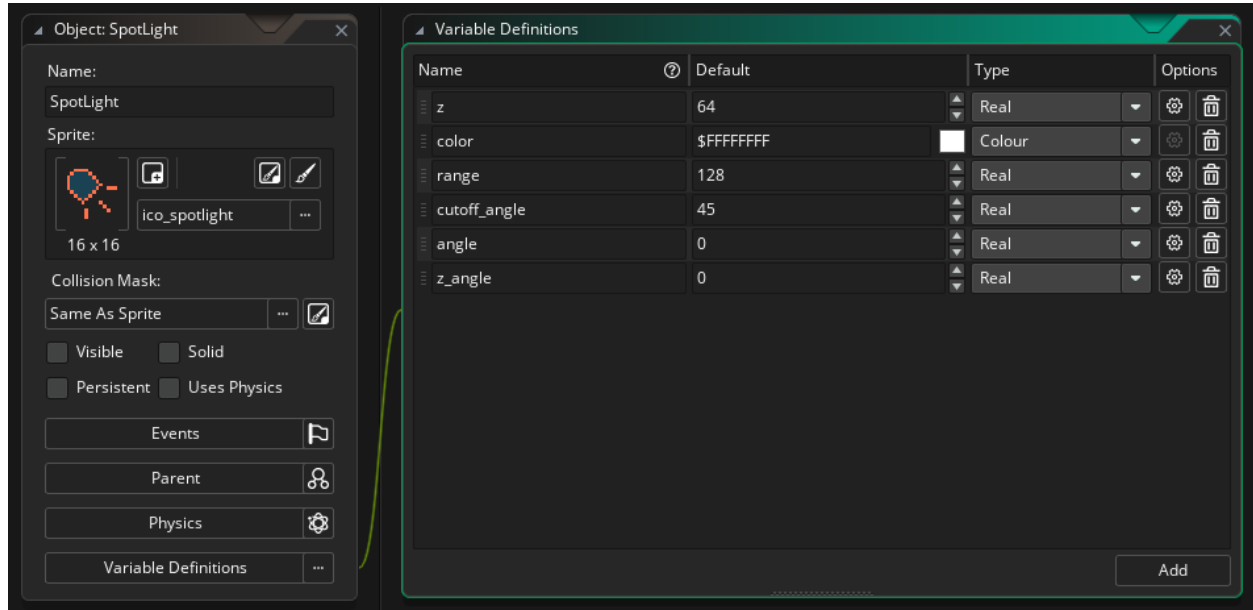 Object: SpotLight
Name:
SpotLight
Sprite:
ico_spotlight
16 x 16
Collision Mask:
Same As Sprite
Visible Solid
Persistent Uses Physics
Events
Parent
Physics
Variable Definitions
Variable Definitions
Name Default Type Options
z 64 Real
color $FFFFFFFF Colour
range 128 Real
cutoff_angle 45 Real
angle 0 Real
z_angle 0 Real
Add